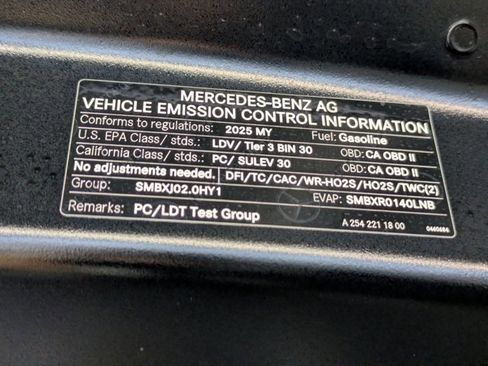 MERCEDES-BENZ AG
VEHICLE EMISSION CONTROL INFORMATION
Conforms to regulations: 2025 MY Fuel: Gasoline
U.S. EPA Class/ stds.: LDV/ Tier 3 BIN 30 OBD: CA OBD II
California Class/ stds.: PC/ SULEV 30 OBD: CA OBD II
No adjustments needed. DFI/TC/CAC/WR-HO2S/HO2S/TWC(2)
Group: SMBXJ02.0HY1 EVAP: SMBXR0140LNB
Remarks: PC/LDT Test Group A 254 221 18 00